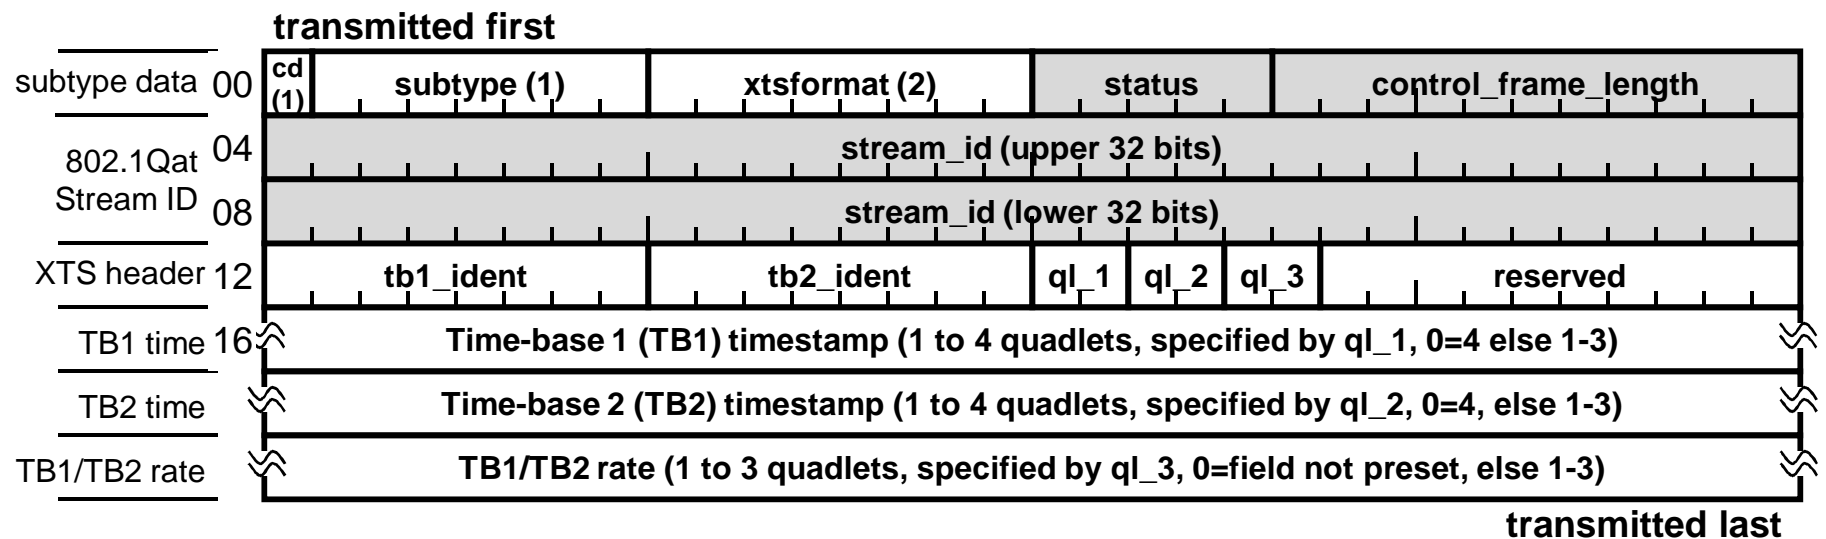 transmitted first
subtype data 00 cd (1) subtype (1) xtsformat (2) status control_frame_length
802.1Qat Stream ID
04 stream_id (upper 32 bits)
08 stream_id (lower 32 bits)
XTS header 12 tb1_ident tb2_ident ql_1 ql_2 ql_3 reserved
TB1 time 16 Time-base 1 (TB1) timestamp (1 to 4 quadlets, specified by ql_1, 0=4 else 1-3)
TB2 time Time-base 2 (TB2) timestamp (1 to 4 quadlets, specified by ql_2, 0=4, else 1-3)
TB1/TB2 rate TB1/TB2 rate (1 to 3 quadlets, specified by ql_3, 0=field not preset, else 1-3)
transmitted last